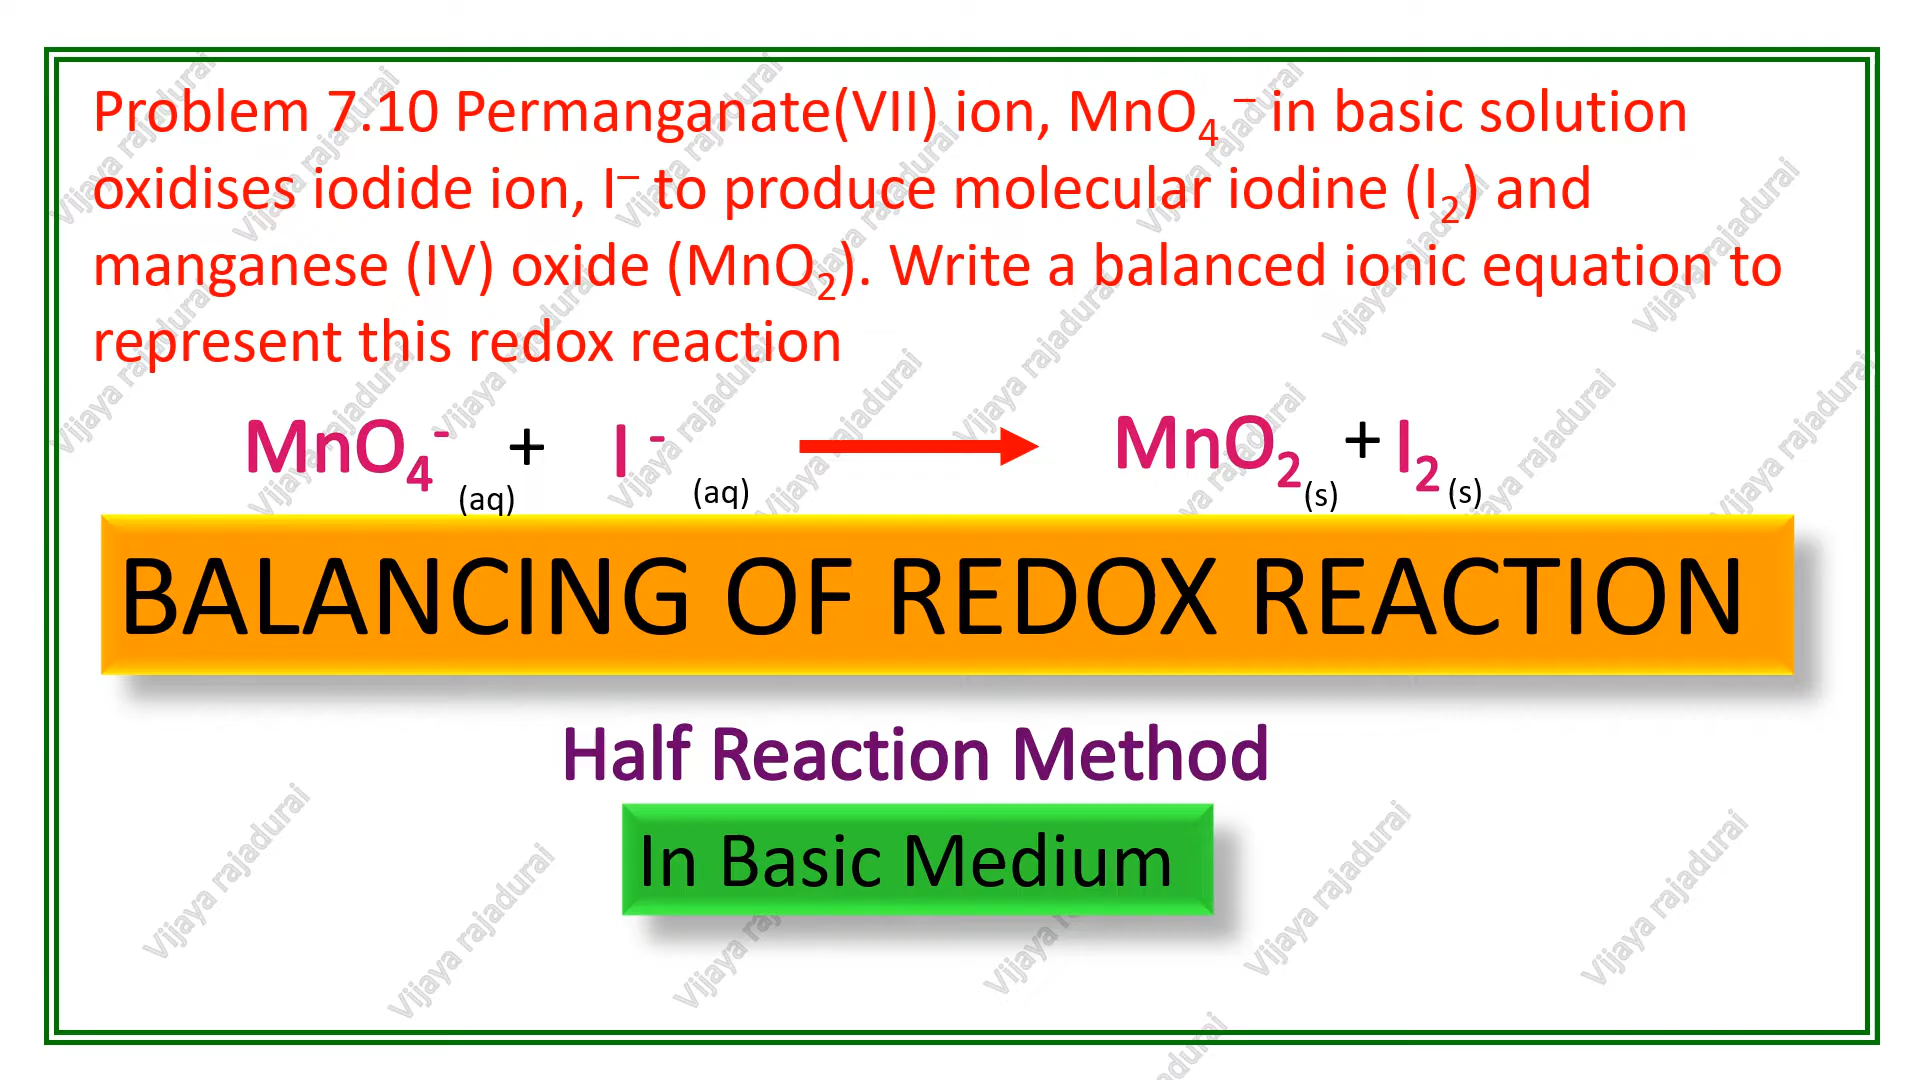 Problem 7.10 Permanganate(VII) ion, MnO₄⁻ in basic solution
oxidises iodide ion, I⁻ to produce molecular iodine (I₂) and
manganese (IV) oxide (MnO₂). Write a balanced ionic equation to
represent this redox reaction
MnO₄⁻(aq) + I⁻(aq) → MnO₂(s) + I₂(s)
BALANCING OF REDOX REACTION
Half Reaction Method
In Basic Medium
Vijaya rajadurai